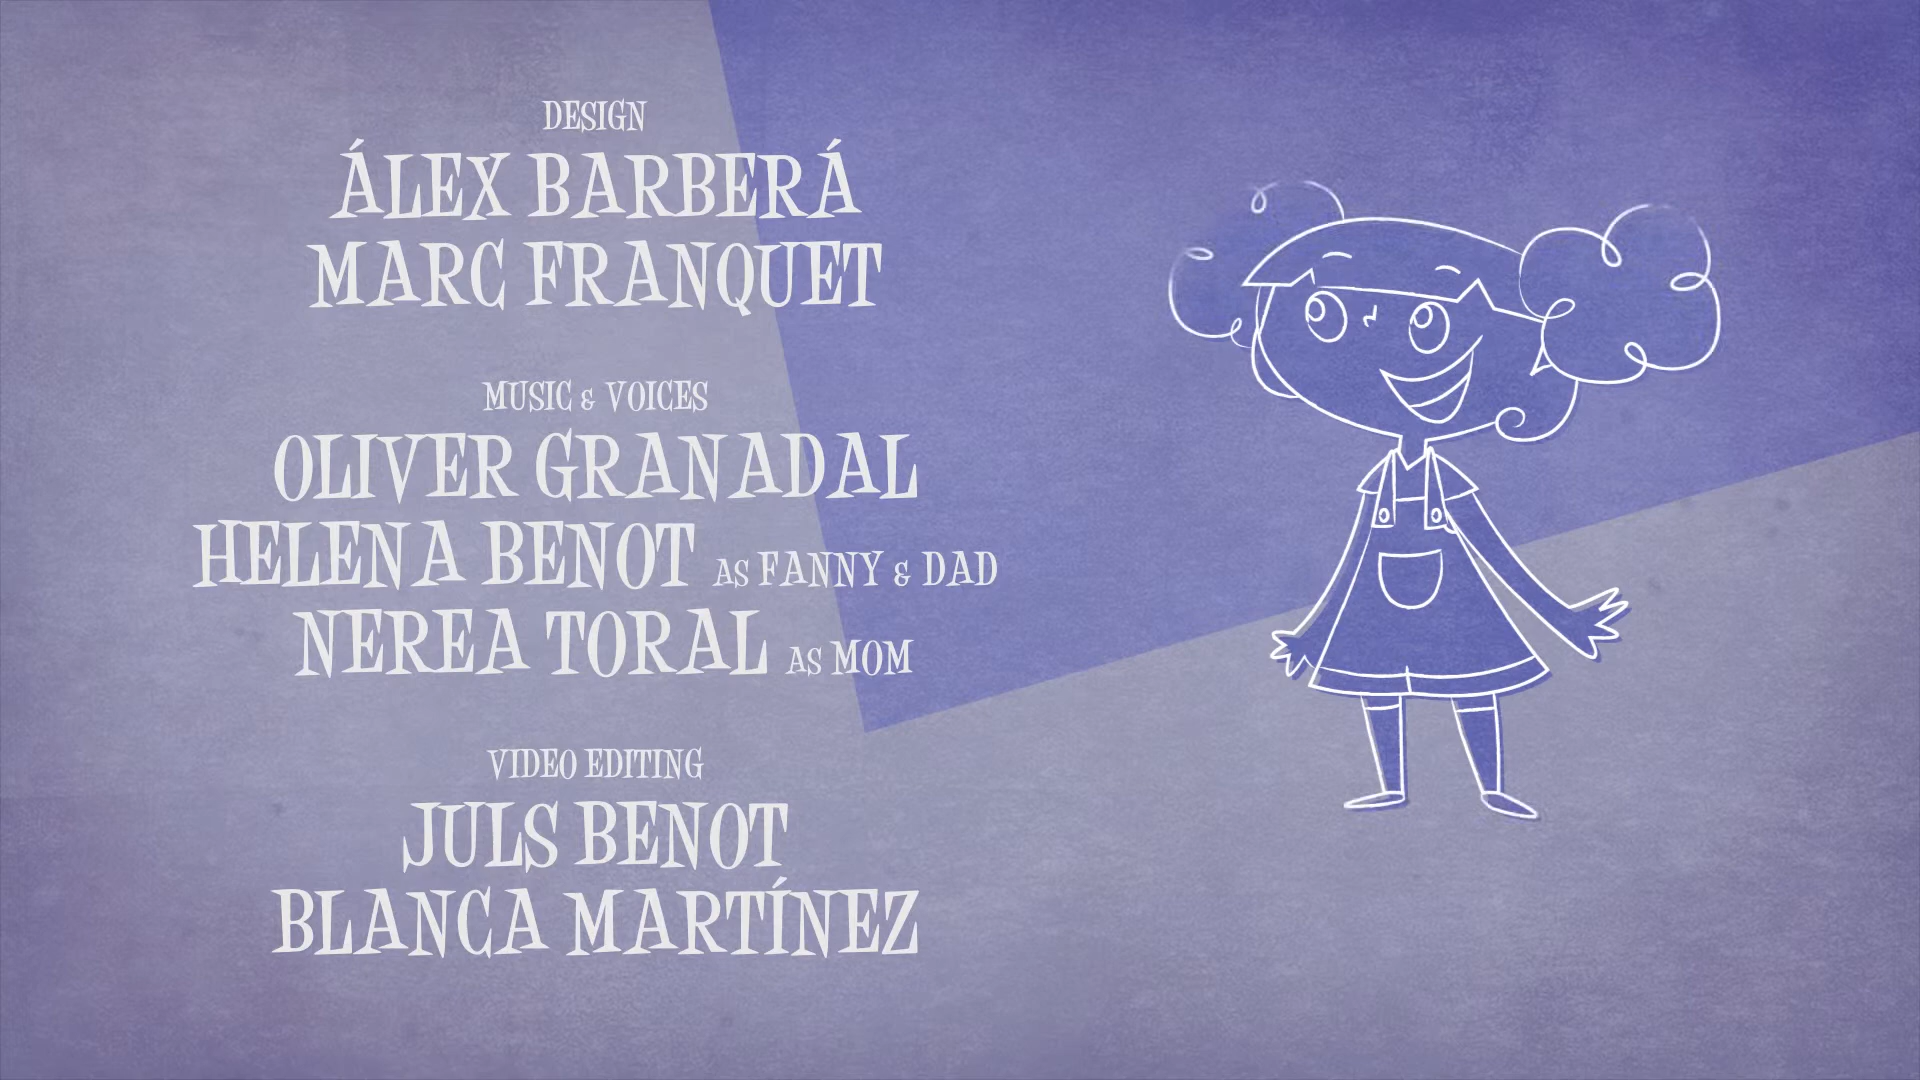 DESIGN
ÁLEX BARBERÁ
MARC FRANQUET
MUSIC & VOICES
OLIVER GRANADAL
HELENA BENOT AS FANNY & DAD
NEREA TORAL AS MOM
VIDEO EDITING
JULS BENOT
BLANCA MARTÍNEZ